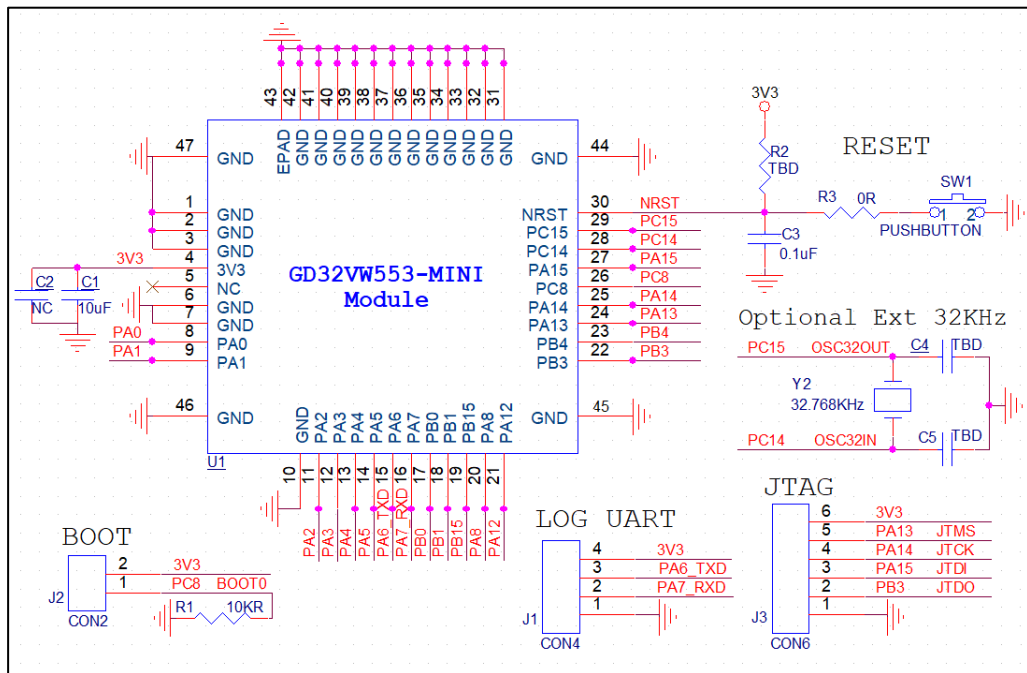 43
42
41
40
39
38
37
36
35
34
33
32
31
EPAD
GND
GND
GND
GND
GND
GND
GND
GND
GND
GND
GND
GND
47
GND
GND
44
1
GND
2
GND
3
GND
3V3
4
3V3
5
NC
6
GND
7
GND
PA0
8
PA0
PA1
9
PA1
46
GND
C2
NC
C1
10uF
GD32VW553-MINI
Module
NRST
30
NRST
PC15
29
PC15
PC14
28
PC14
PA15
27
PA15
PC8
26
PC8
PA14
25
PA14
PA13
24
PA13
PB4
23
PB4
PB3
22
PB3
GND
45
GND
PA2
PA3
PA4
PA5
PA6
PA7
PB0
PB1
PB15
PA8
PA12
U1
10
11
12
13
14
15
16
17
18
19
20
21
PA2
PA3
PA4
PA5
PA6_TXD
PA7_RXD
PB0
PB1
PB15
PA8
PA12
3V3
R2
TBD
RESET
SW1
R3
0R
1
2
PUSHBUTTON
C3
0.1uF
Optional Ext 32KHz
PC15
OSC32OUT
C4
TBD
Y2
32.768KHz
PC14
OSC32IN
C5
TBD
BOOT
2
3V3
1
PC8
BOOT0
J2
CON2
R1
10KR
LOG UART
4
3V3
3
PA6_TXD
2
PA7_RXD
1
J1
CON4
JTAG
6
3V3
5
PA13
JTMS
4
PA14
JTCK
3
PA15
JTDI
2
PB3
JTDO
1
J3
CON6